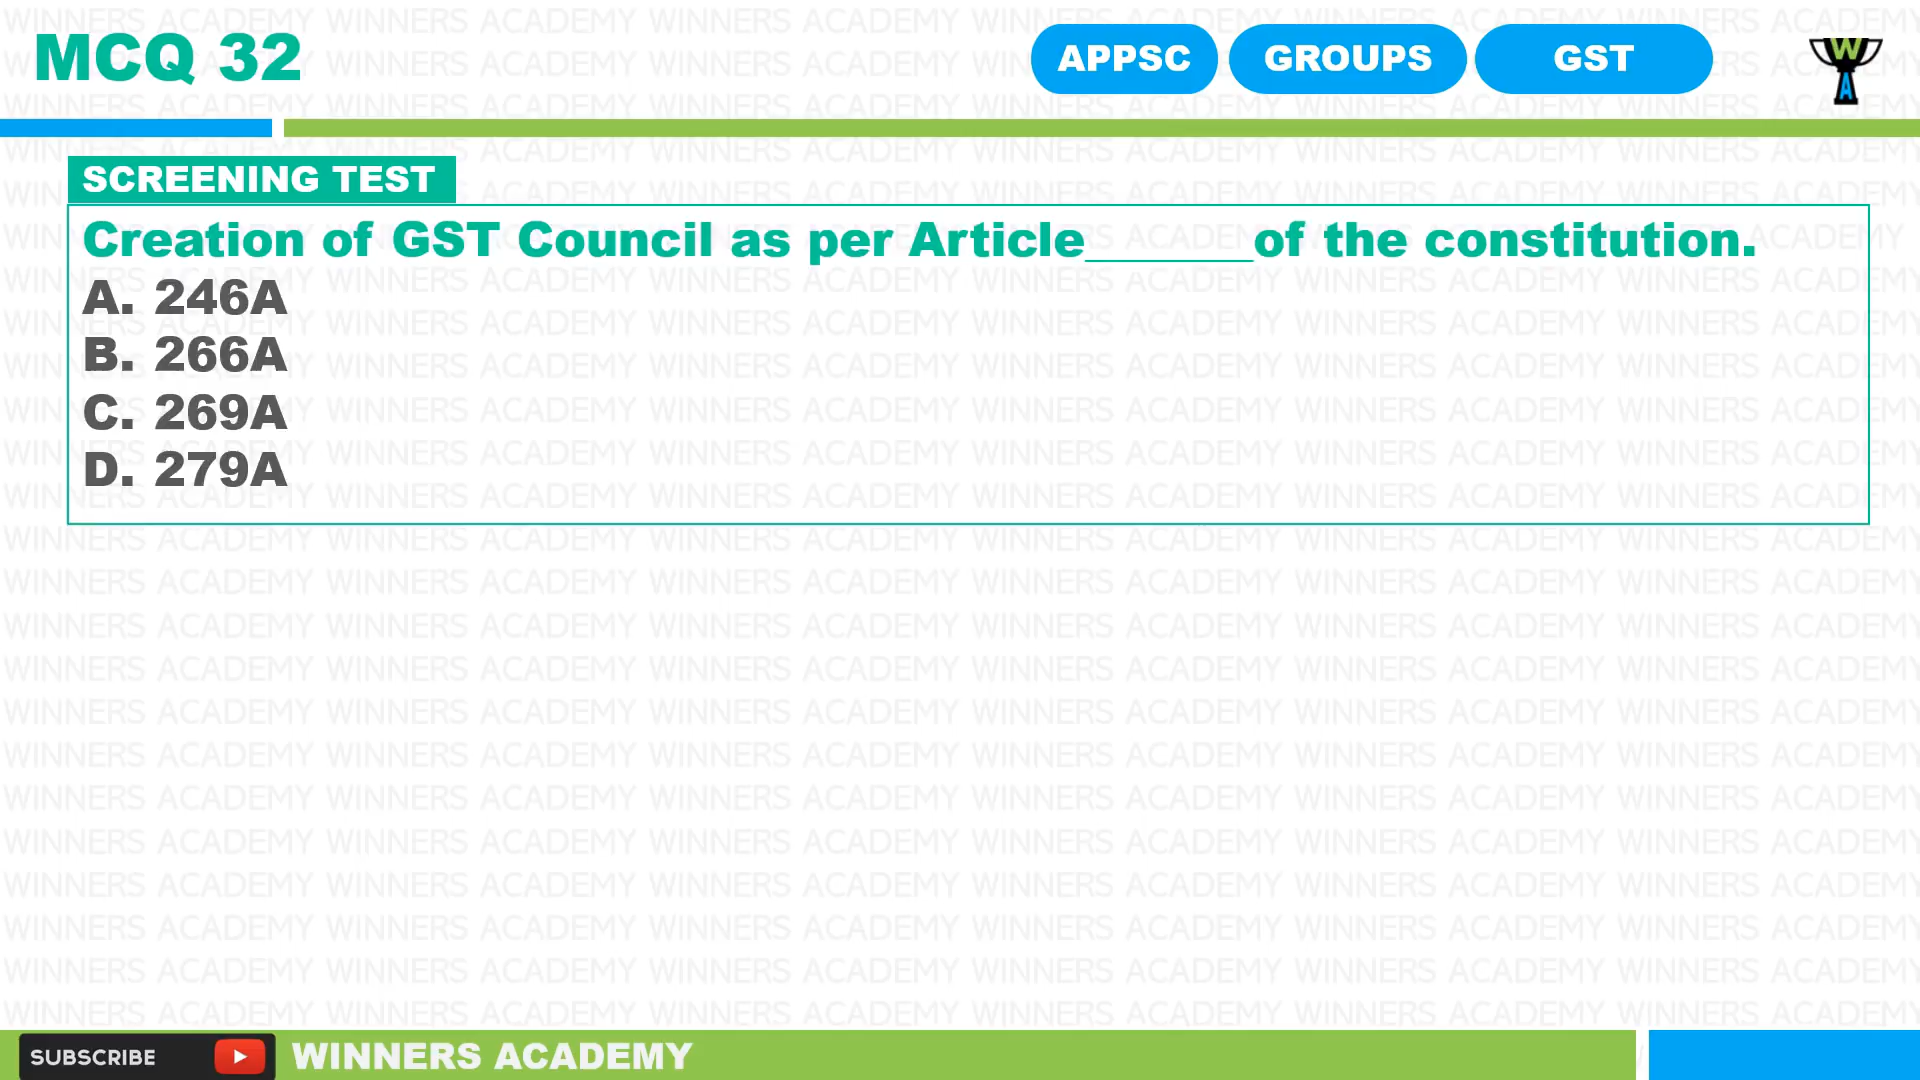 MCQ 32
APPSC
GROUPS
GST
W
A
SCREENING TEST
Creation of GST Council as per Article_______of the constitution.
A. 246A
B. 266A
C. 269A
D. 279A
SUBSCRIBE
WINNERS ACADEMY